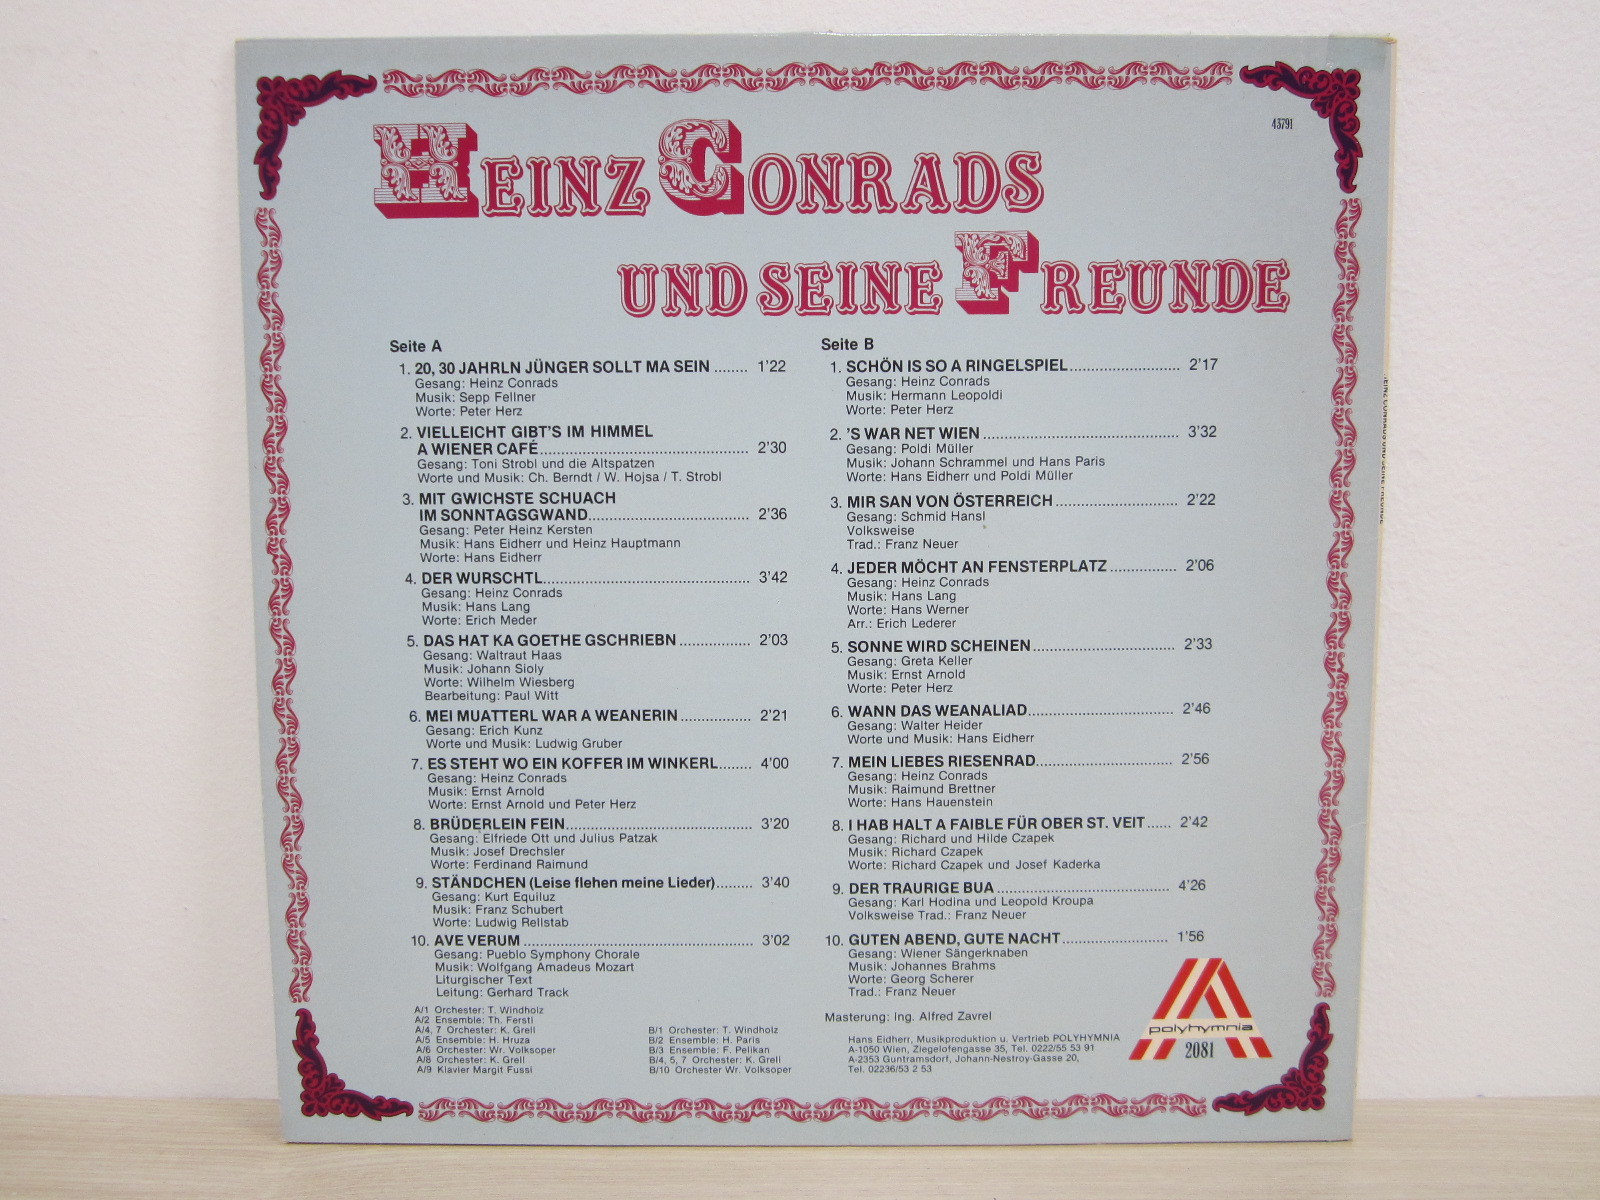 43791
HEINZ CONRADS
UND SEINE FREUNDE
Seite A
1. 20, 30 JAHRLN JÜNGER SOLLT MA SEIN ........ 1'22
Gesang: Heinz Conrads
Musik: Sepp Fellner
Worte: Peter Herz
2. VIELLEICHT GIBT'S IM HIMMEL
A WIENER CAFÉ ........ 2'30
Gesang: Toni Strobl und die Altspatzen
Worte und Musik: Ch. Berndt / W. Hojsa / T. Strobl
3. MIT GWICHSTE SCHUACH
IM SONNTAGSGWAND ........ 2'36
Gesang: Peter Heinz Kersten
Musik: Hans Eidherr und Heinz Hauptmann
Worte: Hans Eidherr
4. DER WURSCHTL ........ 3'42
Gesang: Heinz Conrads
Musik: Hans Lang
Worte: Erich Meder
5. DAS HAT KA GOETHE GSCHRIEBN ........ 2'03
Gesang: Waltraut Haas
Musik: Johann Sioly
Worte: Wilhelm Wiesberg
Bearbeitung: Paul Witt
6. MEI MUATTERL WAR A WEANERIN ........ 2'21
Gesang: Erich Kunz
Worte und Musik: Ludwig Gruber
7. ES STEHT WO EIN KOFFER IM WINKERL ........ 4'00
Gesang: Heinz Conrads
Musik: Ernst Arnold
Worte: Ernst Arnold und Peter Herz
8. BRÜDERLEIN FEIN ........ 3'20
Gesang: Elfriede Ott und Julius Patzak
Musik: Josef Drechsler
Worte: Ferdinand Raimund
9. STÄNDCHEN (Leise flehen meine Lieder) ........ 3'40
Gesang: Kurt Equiluz
Musik: Franz Schubert
Worte: Ludwig Rellstab
10. AVE VERUM ........ 3'02
Gesang: Pueblo Symphony Chorale
Musik: Wolfgang Amadeus Mozart
Liturgischer Text
Leitung: Gerhard Track
A/1 Orchester: T. Windholz
A/2 Ensemble: Th. Ferstl
A/4, 7 Orchester: K. Grell
A/5 Ensemble: H. Hruza
A/6 Orchester: Wr. Volksoper
A/8 Orchester: K. Grell
A/9 Klavier Margit Fussi
B/1 Orchester: T. Windholz
B/2 Ensemble: H. Paris
B/3 Ensemble: F. Pelikan
B/4, 5, 7 Orchester: K. Grell
B/10 Orchester Wr. Volksoper
Seite B
1. SCHÖN IS SO A RINGELSPIEL ........ 2'17
Gesang: Heinz Conrads
Musik: Hermann Leopoldi
Worte: Peter Herz
2. 'S WAR NET WIEN ........ 3'32
Gesang: Poldi Müller
Musik: Johann Schrammel und Hans Paris
Worte: Hans Eidherr und Poldi Müller
3. MIR SAN VON ÖSTERREICH ........ 2'22
Gesang: Schmid Hansl
Volksweise
Trad.: Franz Neuer
4. JEDER MÖCHT AN FENSTERPLATZ ........ 2'06
Gesang: Heinz Conrads
Musik: Hans Lang
Worte: Hans Werner
Arr.: Erich Lederer
5. SONNE WIRD SCHEINEN ........ 2'33
Gesang: Greta Keller
Musik: Ernst Arnold
Worte: Peter Herz
6. WANN DAS WEANALIAD ........ 2'46
Gesang: Walter Heider
Worte und Musik: Hans Eidherr
7. MEIN LIEBES RIESENRAD ........ 2'56
Gesang: Heinz Conrads
Musik: Raimund Brettner
Worte: Hans Hauenstein
8. I HAB HALT A FAIBLE FÜR OBER ST. VEIT ...... 2'42
Gesang: Richard und Hilde Czapek
Musik: Richard Czapek
Worte: Richard Czapek und Josef Kaderka
9. DER TRAURIGE BUA ........ 4'26
Gesang: Karl Hodina und Leopold Kroupa
Volksweise Trad.: Franz Neuer
10. GUTEN ABEND, GUTE NACHT ........ 1'56
Gesang: Wiener Sängerknaben
Musik: Johannes Brahms
Worte: Georg Scherer
Trad.: Franz Neuer
Masterung: Ing. Alfred Zavrel
Hans Eidherr, Musikproduktion u. Vertrieb POLYHYMNIA
A-1050 Wien, Ziegelofengasse 35, Tel. 0222/55 53 91
A-2353 Guntramsdorf, Johann-Nestroy-Gasse 20,
Tel. 02236/53 2 53
polyhymnia
2081